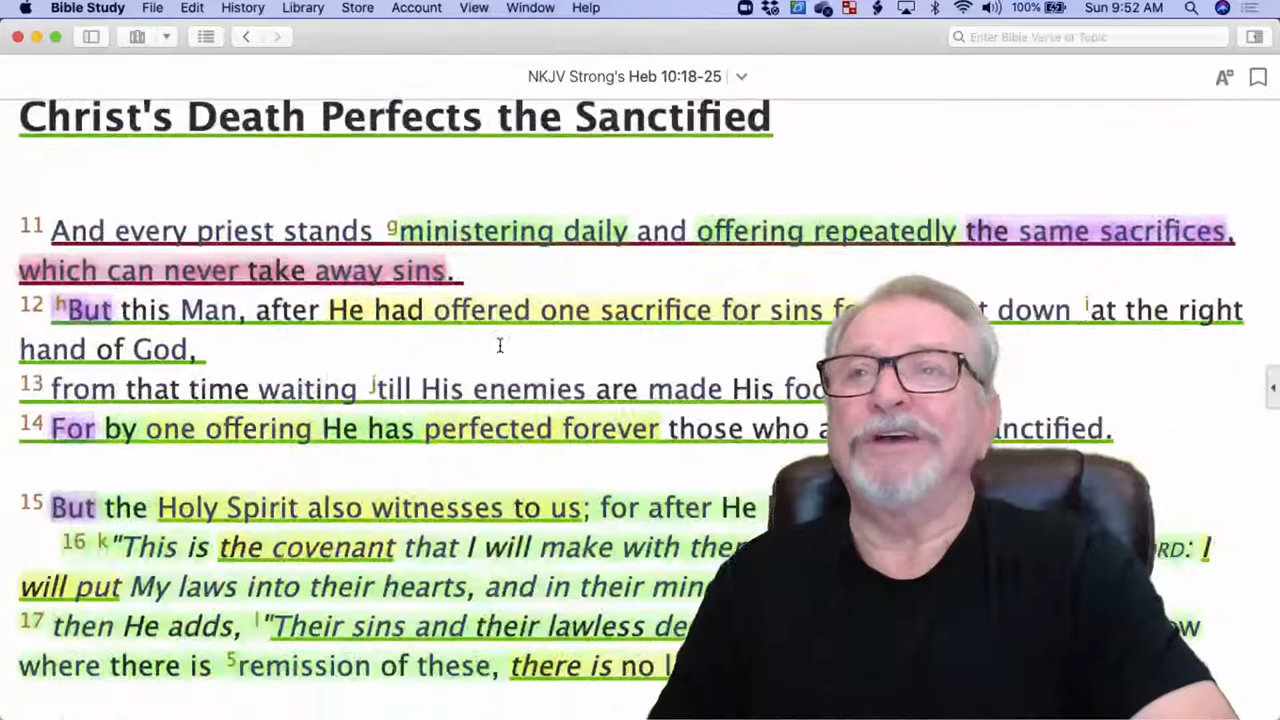 Bible Study File Edit History Library Store Account View Window Help 100% Sun 9:52 AM
Enter Bible Verse or Topic
NKJV Strong's Heb 10:18-25
Christ's Death Perfects the Sanctified
11 And every priest stands gministering daily and offering repeatedly the same sacrifices,
which can never take away sins.
12 hBut this Man, after He had offered one sacrifice for sins down iat the right
hand of God,
13 from that time waiting jtill His enemies are made His
14 For by one offering He has perfected forever those who
15 But the Holy Spirit also witnesses to us; for after He
16 k"This is the covenant that I will make with I
will put My laws into their hearts, and in their
17 then He adds, l"Their sins and their lawless
where there is 5remission of these, there is no